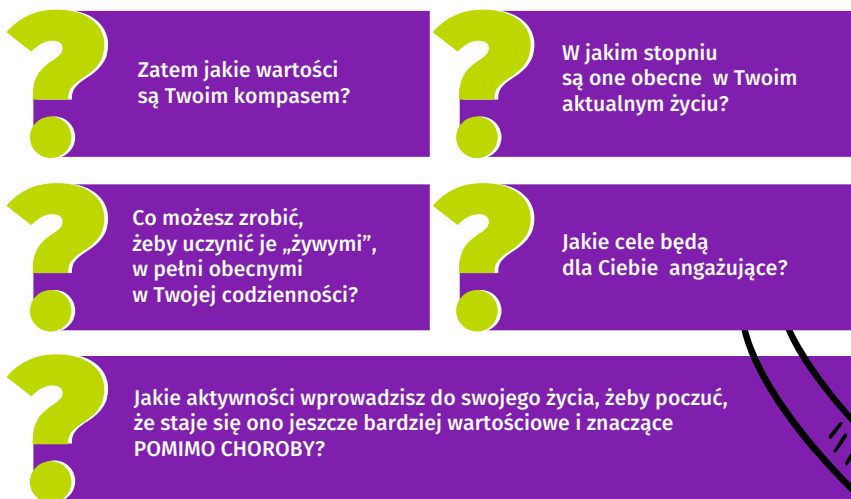 Zatem jakie wartości
są Twoim kompasem?
W jakim stopniu
są one obecne w Twoim
aktualnym życiu?
Co możesz zrobić,
żeby uczynić je „żywymi”,
w pełni obecnymi
w Twojej codzienności?
Jakie cele będą
dla Ciebie angażujące?
Jakie aktywności wprowadzisz do swojego życia, żeby poczuć,
że staje się ono jeszcze bardziej wartościowe i znaczące
POMIMO CHOROBY?